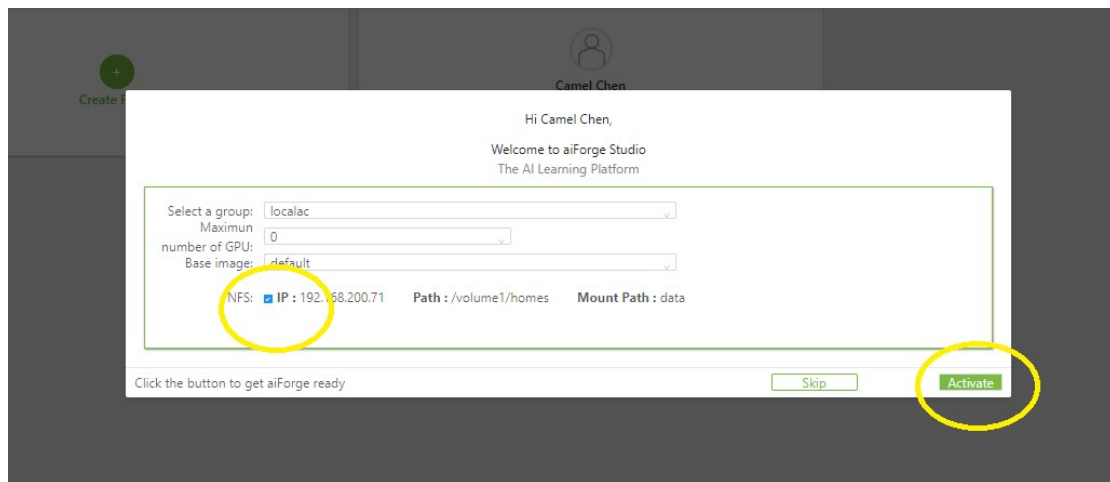 Camel Chen
Create
Hi Camel Chen,
Welcome to aiForge Studio
The AI Learning Platform
Select a group: localac
Maximun
number of GPU: 0
Base image: default
NFS: IP : 192.168.200.71 Path : /volume1/homes Mount Path : data
Click the button to get aiForge ready Skip Activate